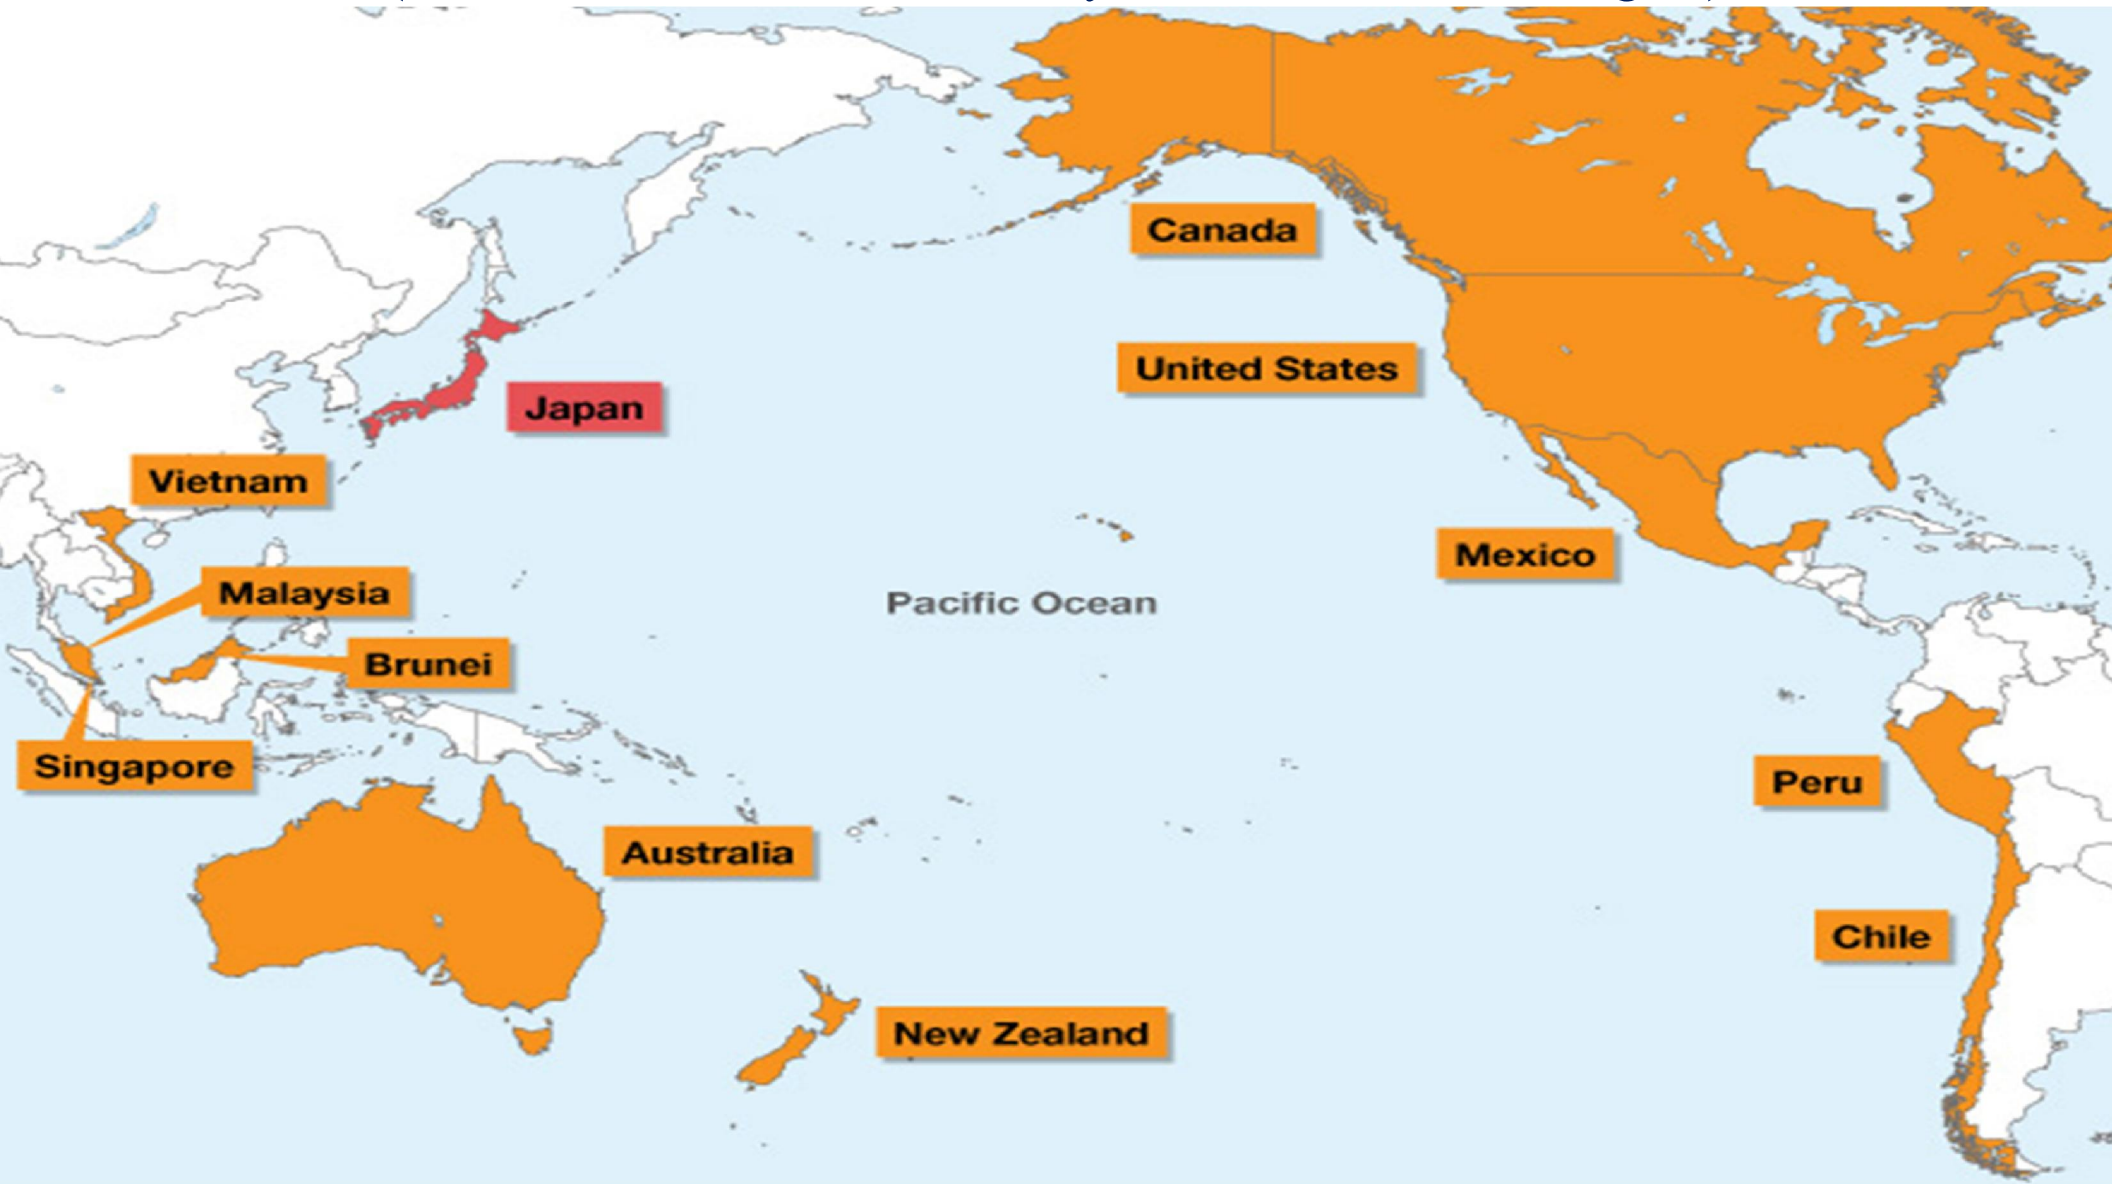 Canada
United States
Japan
Vietnam
Mexico
Malaysia
Pacific Ocean
Brunei
Singapore
Peru
Australia
Chile
New Zealand